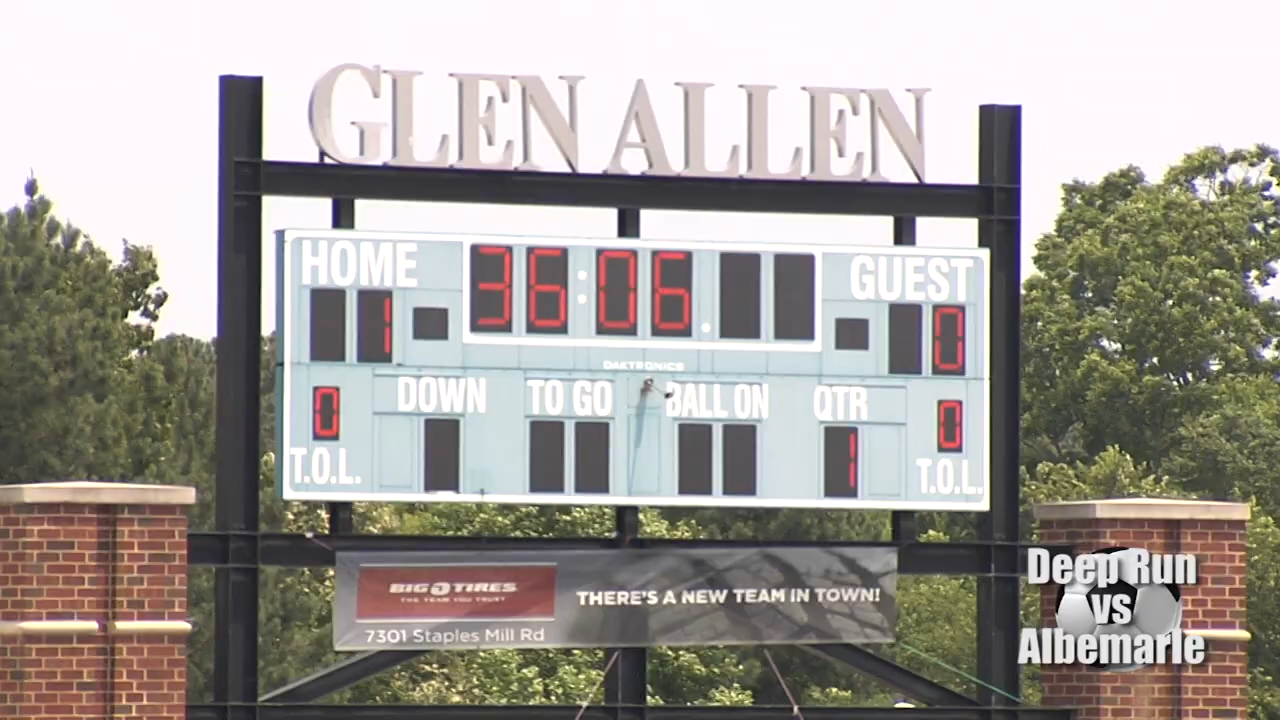 GLEN ALLEN
HOME 36:06. GUEST
1 0
DAKTRONICS
DOWN TO GO BALL ON QTR
0 1 0
T.O.L. T.O.L.
BIG O TIRES
THE TEAM YOU TRUST
THERE'S A NEW TEAM IN TOWN!
7301 Staples Mill Rd
Deep Run
vs
Albemarle